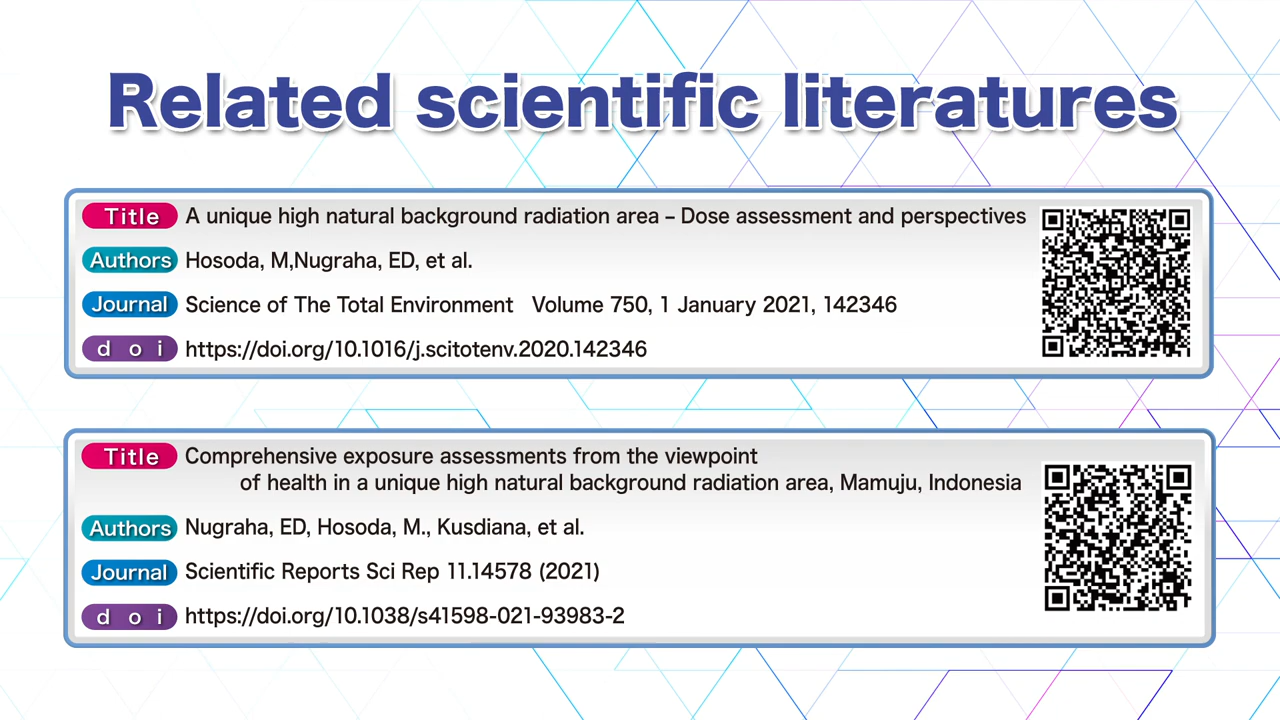 Related scientific literatures
Title A unique high natural background radiation area – Dose assessment and perspectives
Authors Hosoda, M,Nugraha, ED, et al.
Journal Science of The Total Environment Volume 750, 1 January 2021, 142346
doi https://doi.org/10.1016/j.scitotenv.2020.142346
Title Comprehensive exposure assessments from the viewpoint
of health in a unique high natural background radiation area, Mamuju, Indonesia
Authors Nugraha, ED, Hosoda, M., Kusdiana, et al.
Journal Scientific Reports Sci Rep 11.14578 (2021)
doi https://doi.org/10.1038/s41598-021-93983-2